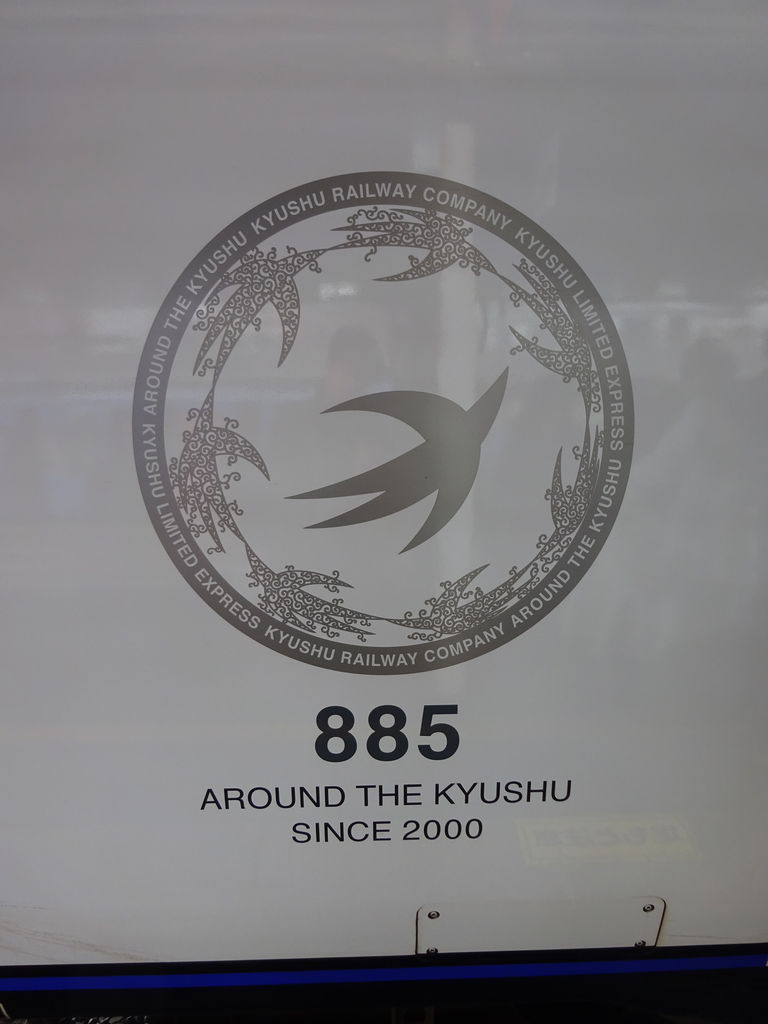 AROUND THE KYUSHU KYUSHU RAILWAY COMPANY KYUSHU LIMITED EXPRESS
KYUSHU LIMITED EXPRESS KYUSHU RAILWAY COMPANY AROUND THE KYUSHU
885
AROUND THE KYUSHU
SINCE 2000